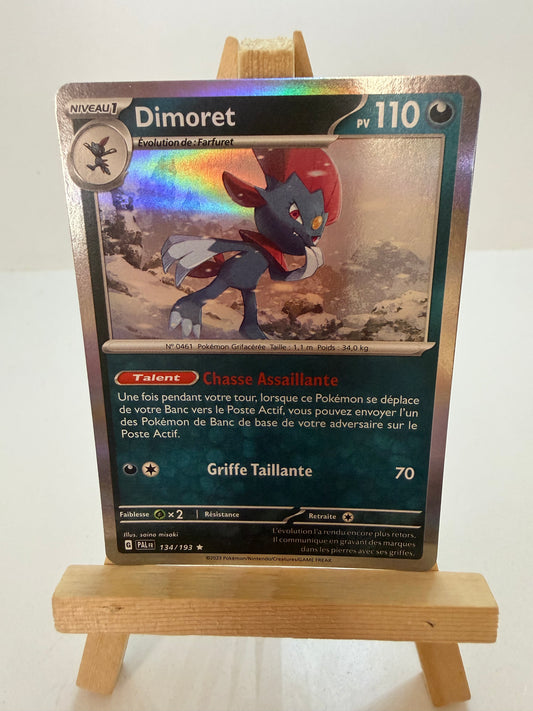 NIVEAU 1
Dimoret
PV 110
Évolution de : Farfuret
N° 0461 Pokémon Grifacérée Taille : 1,1 m Poids : 34,0 kg
Talent Chasse Assaillante
Une fois pendant votre tour, lorsque ce Pokémon se déplace
de votre Banc vers le Poste Actif, vous pouvez envoyer l'un
des Pokémon de Banc de base de votre adversaire sur le
Poste Actif.
Griffe Taillante 70
Faiblesse ×2 Résistance Retraite
Illus. saino misaki
L'évolution l'a rendu encore plus retors.
Il communique en gravant des marques
dans les pierres avec ses griffes.
G PAL FR 134/193 ★
©2023 Pokémon/Nintendo/Creatures/GAME FREAK